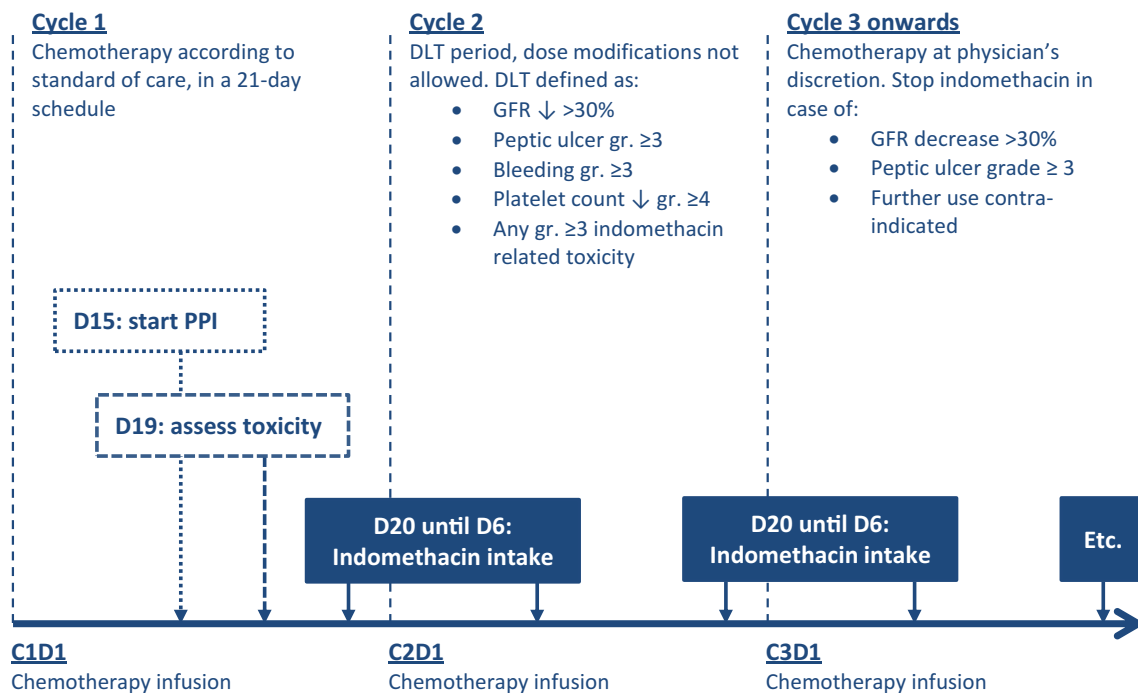 Cycle 1
Chemotherapy according to
standard of care, in a 21-day
schedule
Cycle 2
DLT period, dose modifications not
allowed. DLT defined as:
• GFR ↓ >30%
• Peptic ulcer gr. ≥3
• Bleeding gr. ≥3
• Platelet count ↓ gr. ≥4
• Any gr. ≥3 indomethacin
related toxicity
Cycle 3 onwards
Chemotherapy at physician’s
discretion. Stop indomethacin in
case of:
• GFR decrease >30%
• Peptic ulcer grade ≥ 3
• Further use contra-
indicated
D15: start PPI
D19: assess toxicity
D20 until D6:
Indomethacin intake
D20 until D6:
Indomethacin intake
Etc.
C1D1
Chemotherapy infusion
C2D1
Chemotherapy infusion
C3D1
Chemotherapy infusion